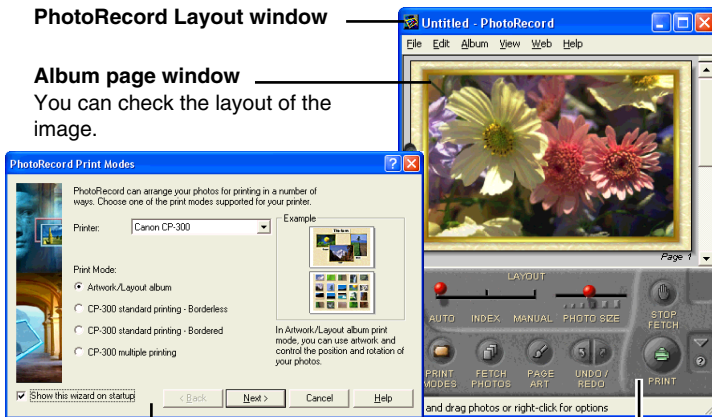 PhotoRecord Layout window
Album page window
You can check the layout of the
image.
Untitled - PhotoRecord
File Edit Album View Web Help
Page 1
LAYOUT
AUTO INDEX MANUAL PHOTO SIZE
STOP
FETCH
PRINT
MODES
FETCH
PHOTOS
PAGE
ART
UNDO /
REDO
PRINT
and drag photos or right-click for options
PhotoRecord Print Modes
PhotoRecord can arrange your photos for printing in a number of
ways. Choose one of the print modes supported for your printer.
Printer: Canon CP-300
Print Mode:
Artwork/Layout album
CP-300 standard printing - Borderless
CP-300 standard printing - Bordered
CP-300 multiple printing
Example
In Artwork/Layout album print
mode, you can use artwork and
control the position and rotation of
your photos.
Show this wizard on startup
< Back Next > Cancel Help